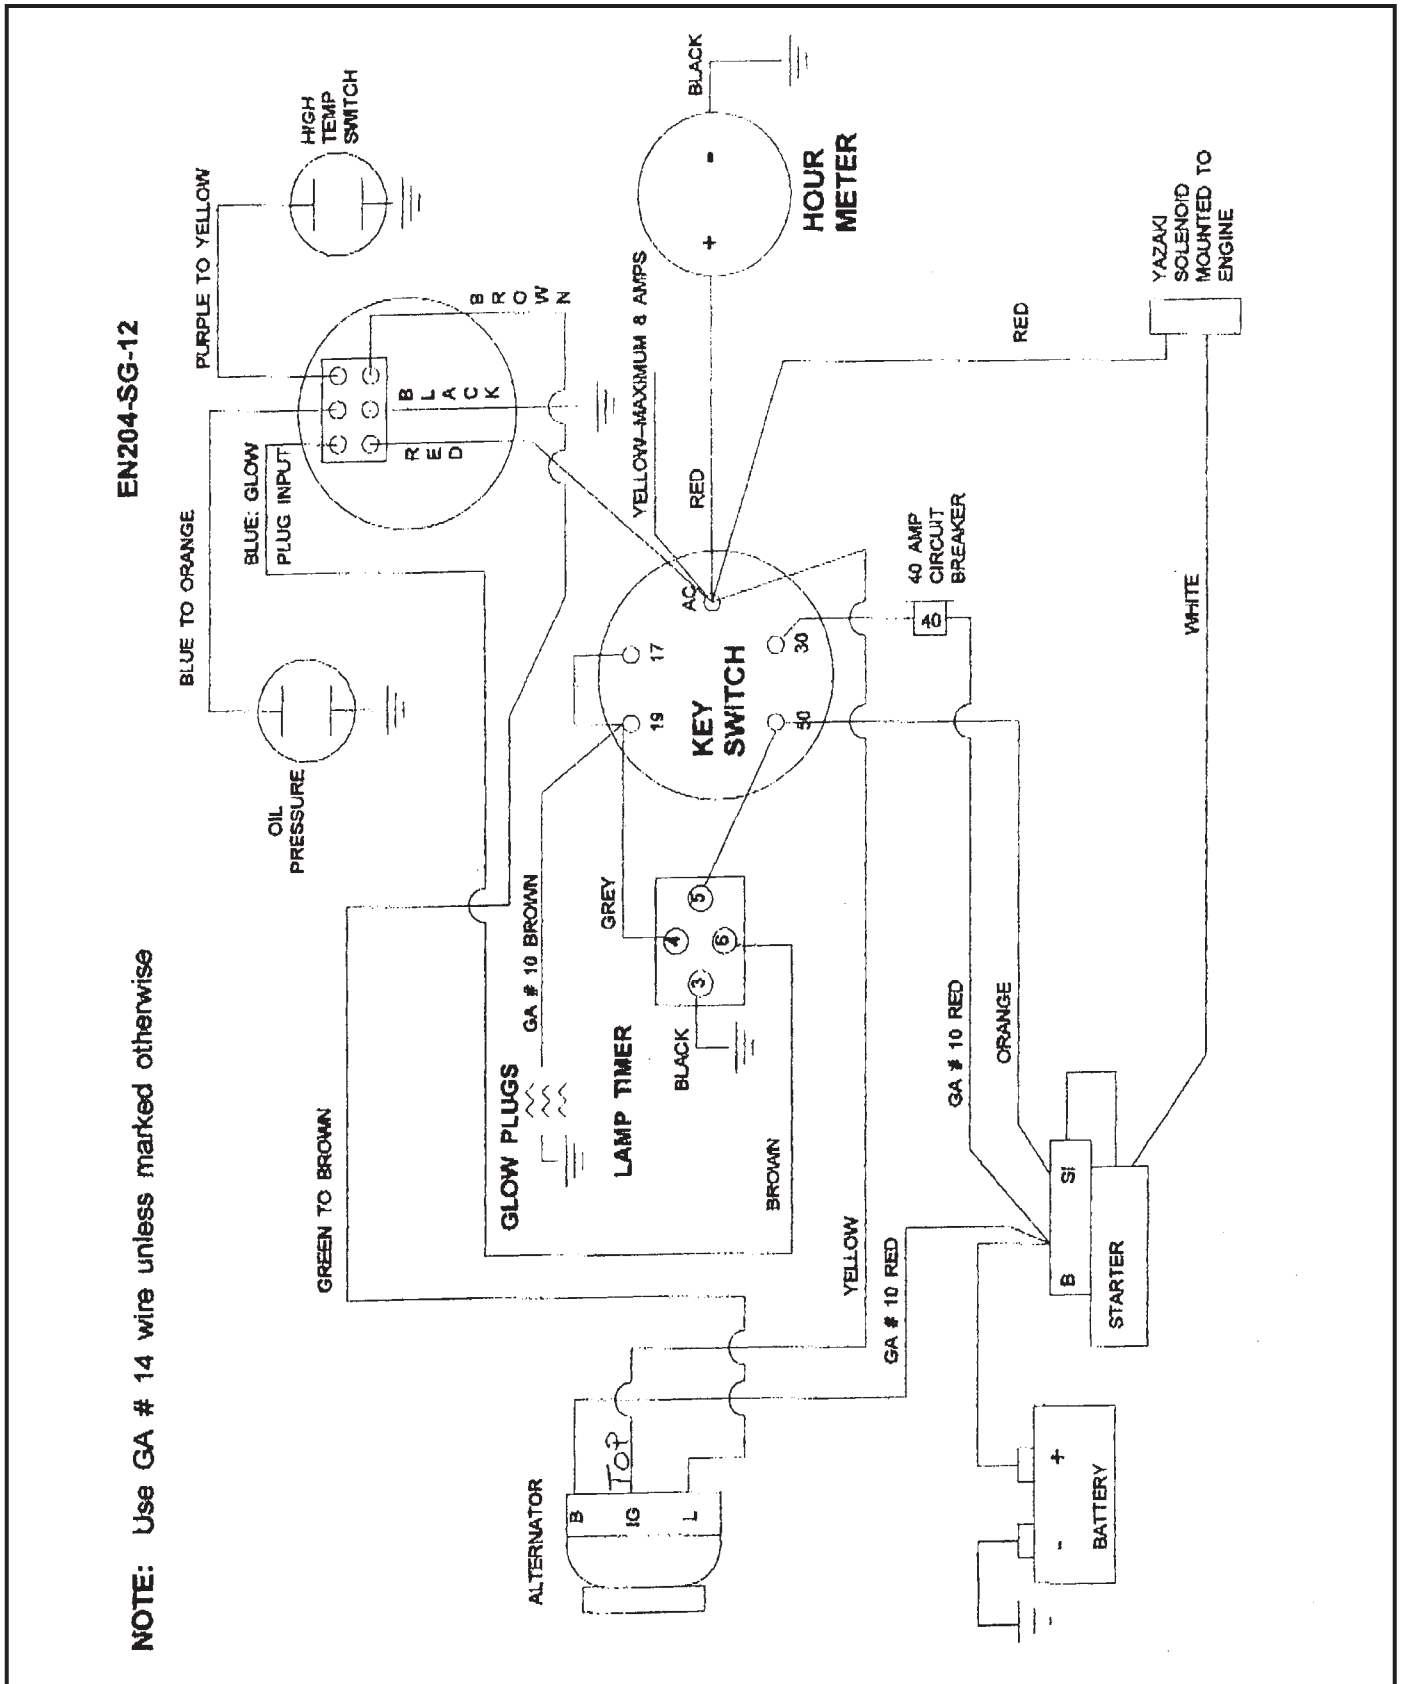 EN204-SG-12
NOTE: Use GA # 14 wire unless marked otherwise
BLUE TO ORANGE
PURPLE TO YELLOW
HIGH
TEMP
SWITCH
OIL
PRESSURE
BLUE: GLOW
PLUG INPUT
RED
BLACK
BROWN
GREEN TO BROWN
GLOW PLUGS
GA # 10 BROWN
LAMP TIMER
GREY
BLACK
3
4
5
6
BROWN
19
17
KEY
SWITCH
AC
50
30
YELLOW-MAXIMUM 8 AMPS
RED
BLACK
+
-
HOUR
METER
ALTERNATOR
B
IG
L
TOP
YELLOW
GA # 10 RED
GA # 10 RED
ORANGE
40
40 AMP
CIRCUIT
BREAKER
RED
YAZAKI
SOLENOID
MOUNTED TO
ENGINE
WHITE
B
SI
STARTER
-
+
BATTERY
-